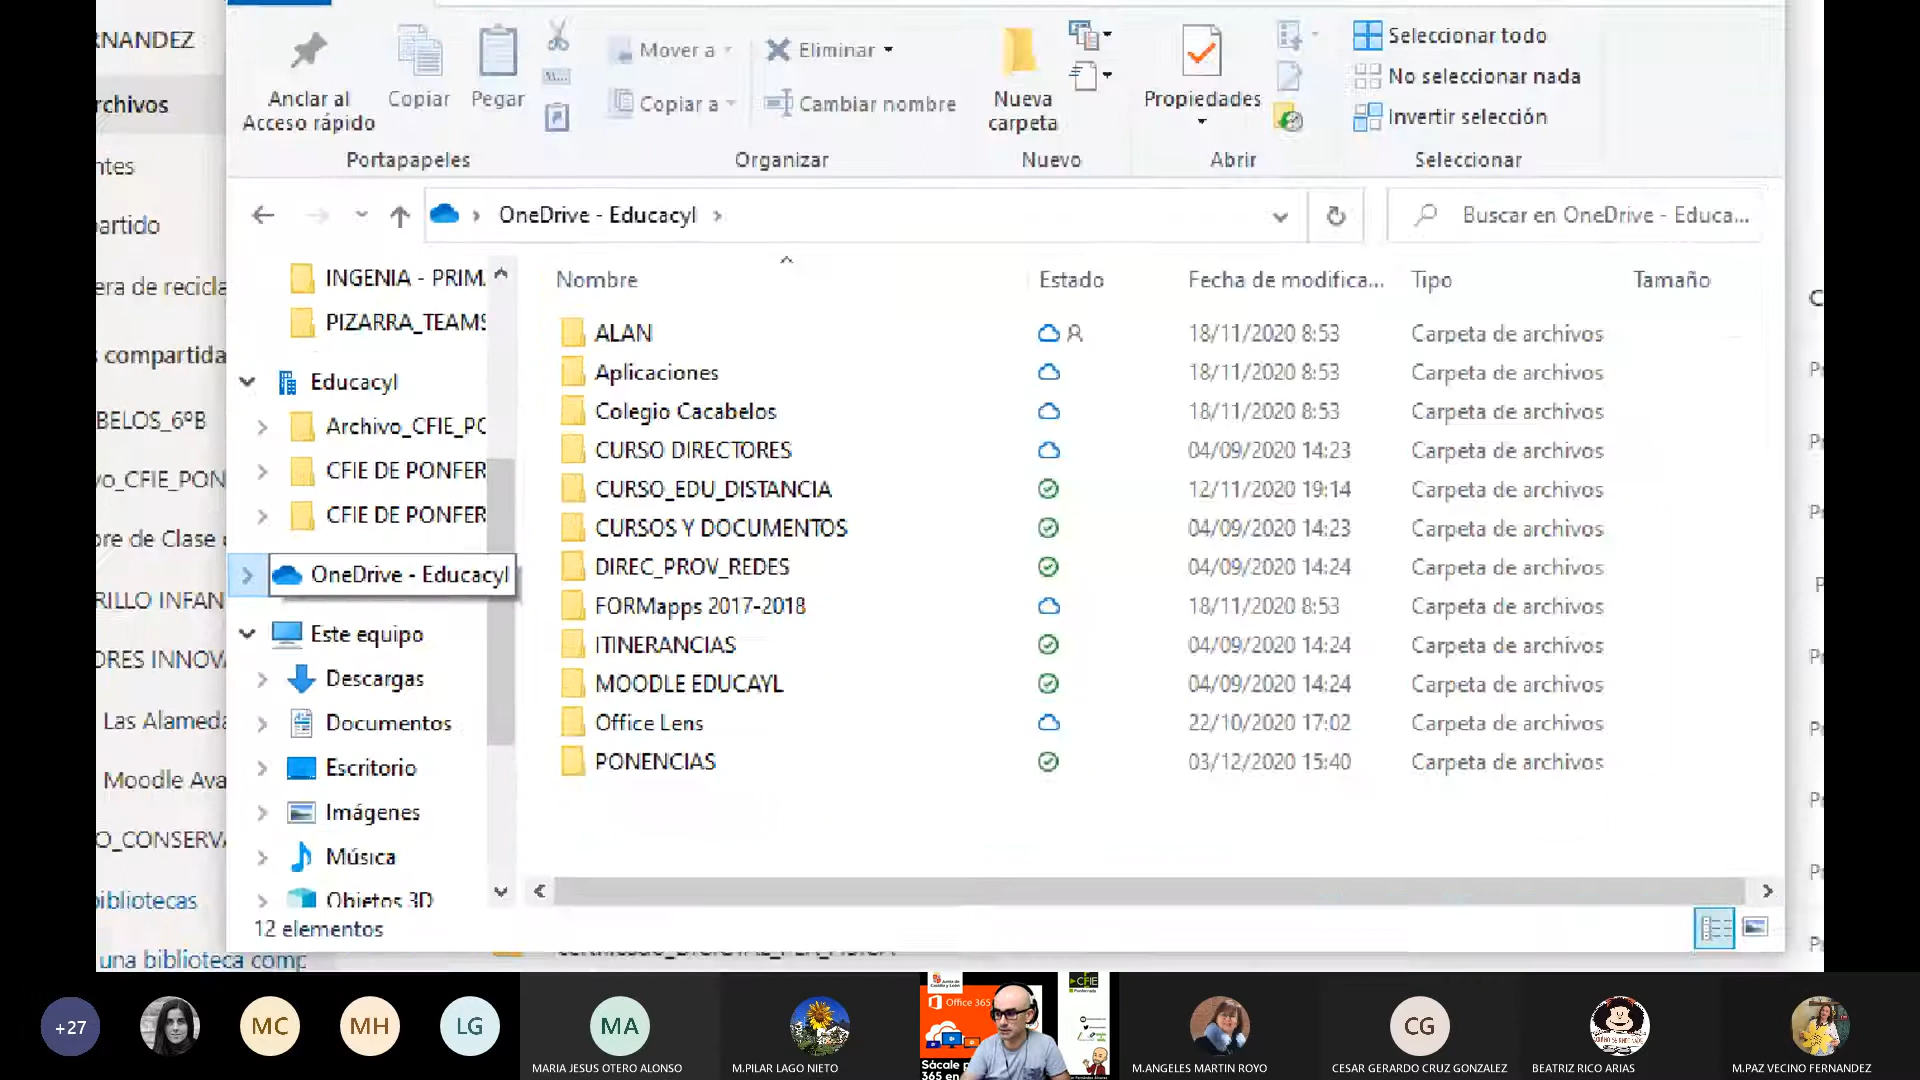 RNANDEZ
rchivos
ntes
artido
era de recicla
s compartida
BELOS_6ºB
vo_CFIE_PON
ore de Clase
RILLO INFAN
ORES INNOVA
Las Alameda
Moodle Ava
O_CONSERVA
bibliotecas
una biblioteca comp
Anclar al
Acceso rápido
Copiar
Pegar
Portapapeles
Mover a
Copiar a
Eliminar
Cambiar nombre
Organizar
Nueva
carpeta
Nuevo
Propiedades
Abrir
Seleccionar todo
No seleccionar nada
Invertir selección
Seleccionar
OneDrive - Educacyl
Buscar en OneDrive - Educa...
INGENIA - PRIM.
PIZARRA_TEAMS
Educacyl
Archivo_CFIE_PO
CFIE DE PONFER
CFIE DE PONFER
OneDrive - Educacyl
Este equipo
Descargas
Documentos
Escritorio
Imágenes
Música
Objetos 3D
12 elementos
Nombre Estado Fecha de modifica... Tipo Tamaño
ALAN 18/11/2020 8:53 Carpeta de archivos
Aplicaciones 18/11/2020 8:53 Carpeta de archivos
Colegio Cacabelos 18/11/2020 8:53 Carpeta de archivos
CURSO DIRECTORES 04/09/2020 14:23 Carpeta de archivos
CURSO_EDU_DISTANCIA 12/11/2020 19:14 Carpeta de archivos
CURSOS Y DOCUMENTOS 04/09/2020 14:23 Carpeta de archivos
DIREC_PROV_REDES 04/09/2020 14:24 Carpeta de archivos
FORMapps 2017-2018 18/11/2020 8:53 Carpeta de archivos
ITINERANCIAS 04/09/2020 14:24 Carpeta de archivos
MOODLE EDUCAYL 04/09/2020 14:24 Carpeta de archivos
Office Lens 22/10/2020 17:02 Carpeta de archivos
PONENCIAS 03/12/2020 15:40 Carpeta de archivos
+27
MC
MH
LG
MA
MARIA JESUS OTERO ALONSO
M.PILAR LAGO NIETO
Office 365
Sácale p
365 en
CFIE
M.ANGELES MARTIN ROYO
CG
CESAR GERARDO CRUZ GONZALEZ
BEATRIZ RICO ARIAS
M.PAZ VECINO FERNANDEZ